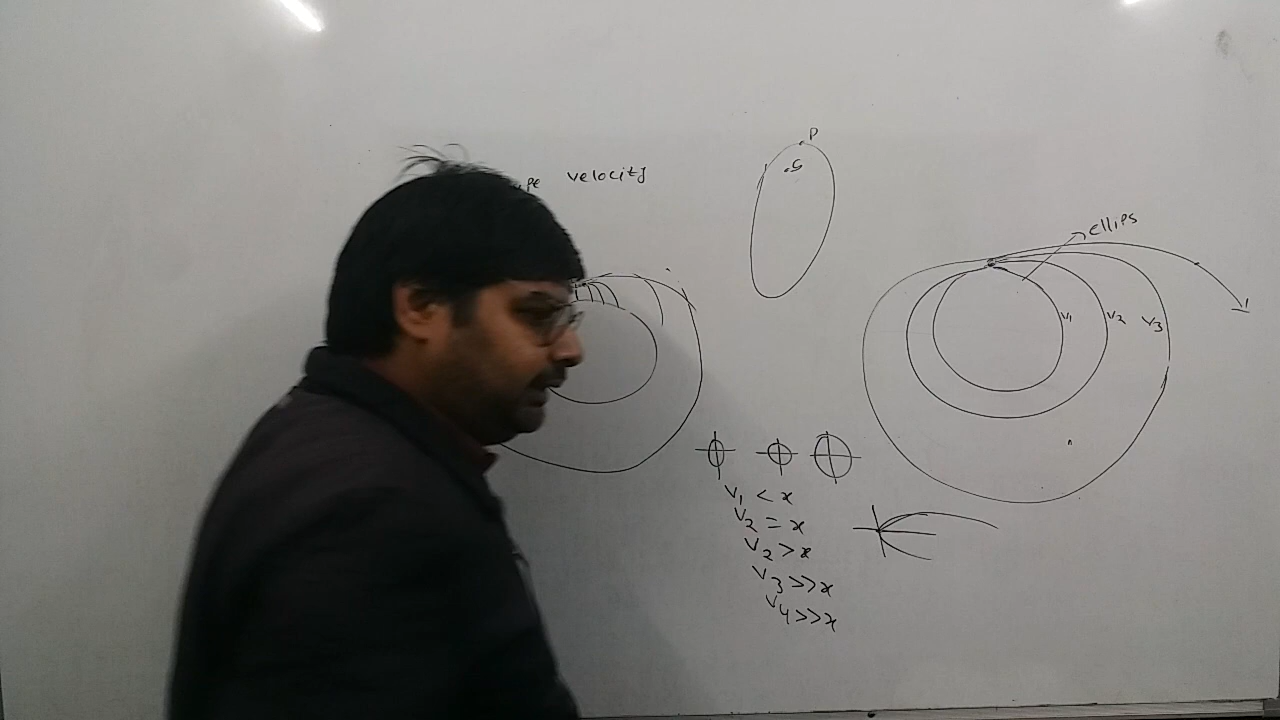 P
velocity
S
ellips
V1 V2 V3
V1 < x
V2 = x
V2 > x
V3 >> x
V4 >> x